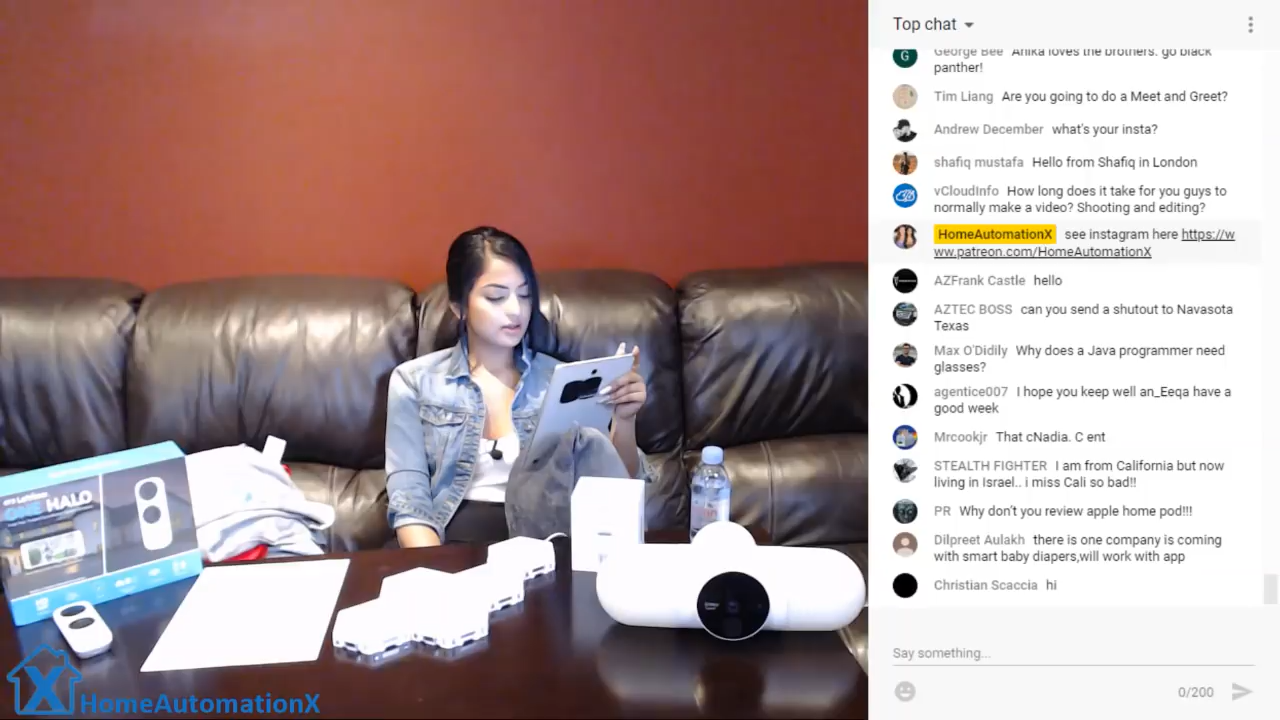 Top chat
George Bee Anika loves the brothers. go black
panther!
Tim Liang Are you going to do a Meet and Greet?
Andrew December what's your insta?
shafiq mustafa Hello from Shafiq in London
vCloudInfo How long does it take for you guys to
normally make a video? Shooting and editing?
HomeAutomationX see instagram here https://w
ww.patreon.com/HomeAutomationX
AZFrank Castle hello
AZTEC BOSS can you send a shutout to Navasota
Texas
Max O'Didily Why does a Java programmer need
glasses?
agentice007 I hope you keep well an_Eeqa have a
good week
Mrcookjr That cNadia. C ent
STEALTH FIGHTER I am from California but now
living in Israel.. i miss Cali so bad!!
PR Why don't you review apple home pod!!!
Dilpreet Aulakh there is one company is coming
with smart baby diapers,will work with app
Christian Scaccia hi
Say something...
0/200
ONE HALO
X HomeAutomationX